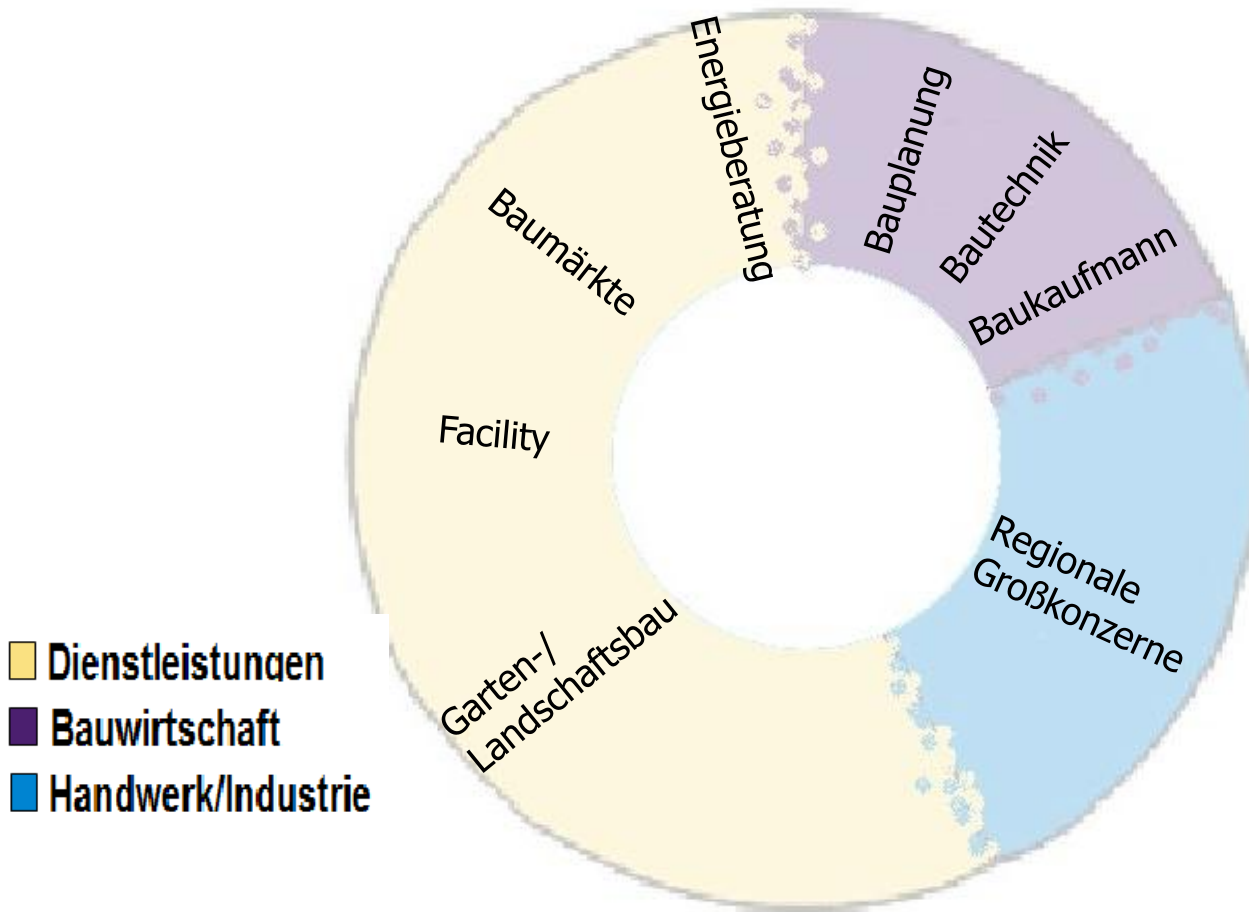 Energieberatung
Bauplanung
Bautechnik
Baukaufmann
Baumärkte
Facility
Regionale
Großkonzerne
Garten-/
Landschaftsbau
Dienstleistungen
Bauwirtschaft
Handwerk/Industrie